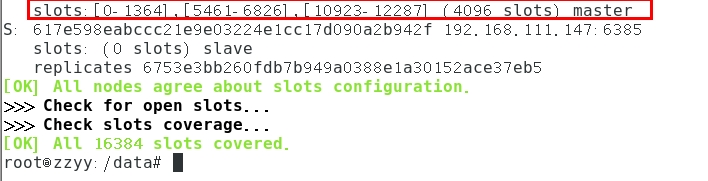 slots:[0-1364],[5461-6826],[10923-12287] (4096 slots) master
S: 617e598eabccc21e9e03224e1cc17d090a2b942f 192.168.111.147:6385
slots: (0 slots) slave
replicates 6753e3bb260fdb7b949a0388e1a30152ace37eb5
[OK] All nodes agree about slots configuration.
>>> Check for open slots...
>>> Check slots coverage...
[OK] All 16384 slots covered.
root@zzyy:/data#